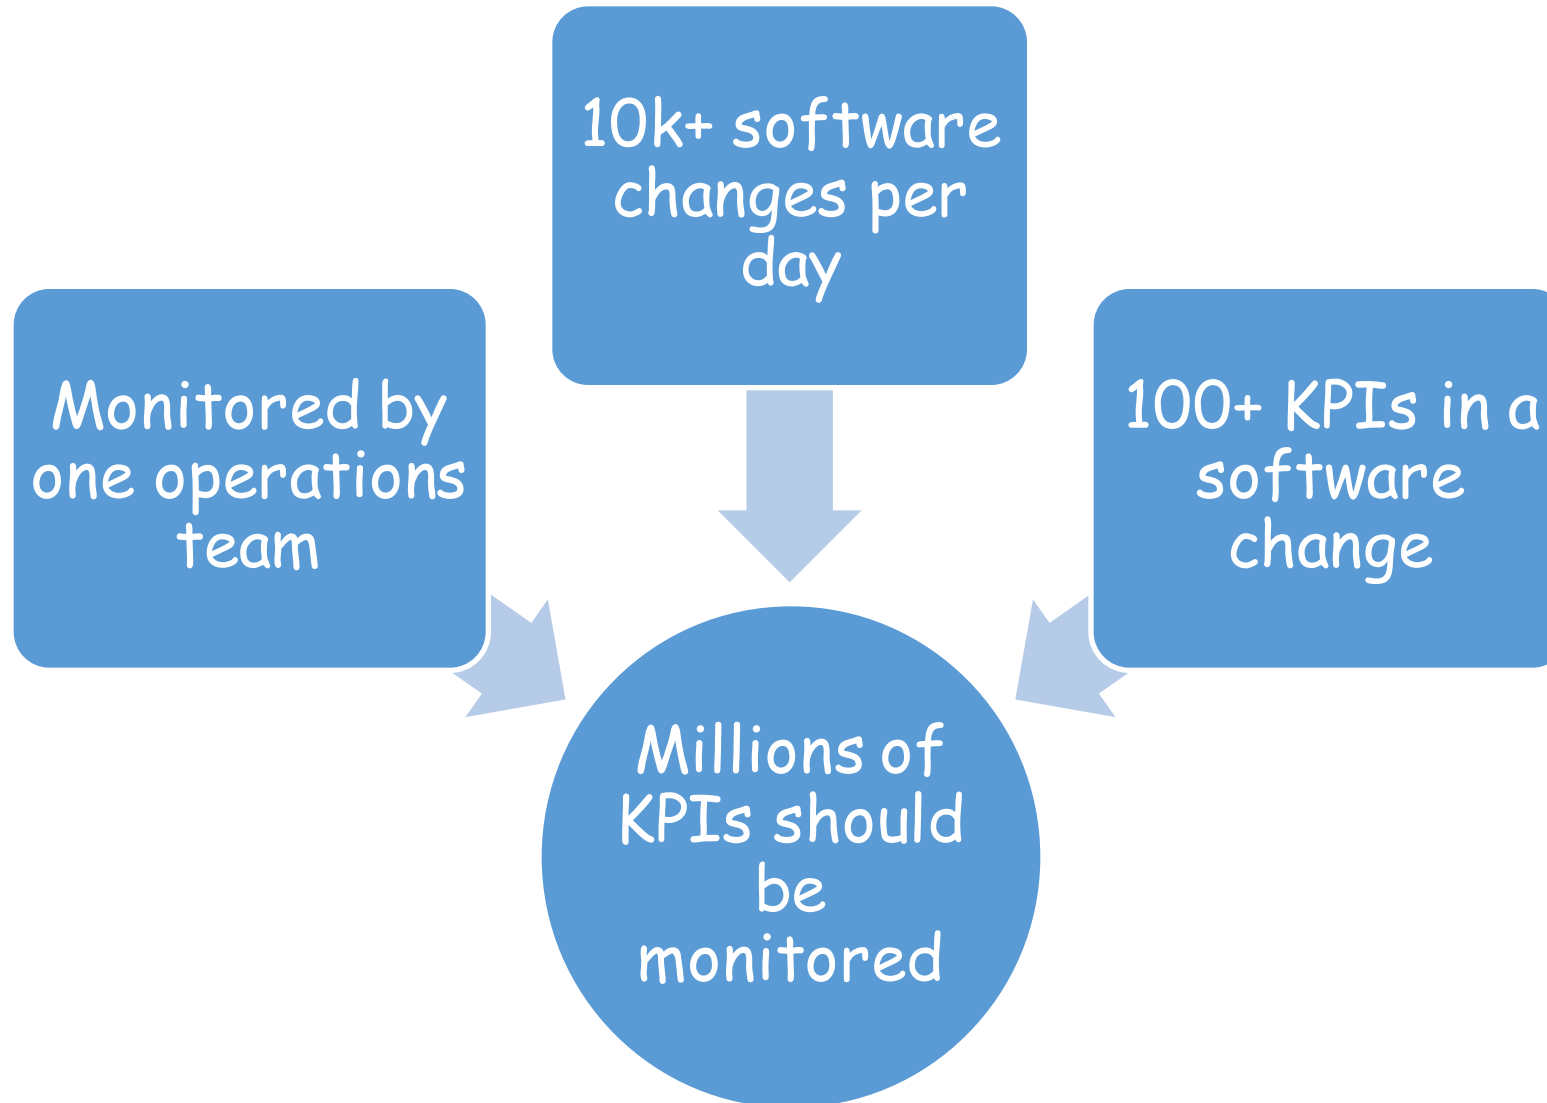 10k+ software
changes per
day
Monitored by
one operations
team
100+ KPIs in a
software
change
Millions of
KPIs should
be
monitored